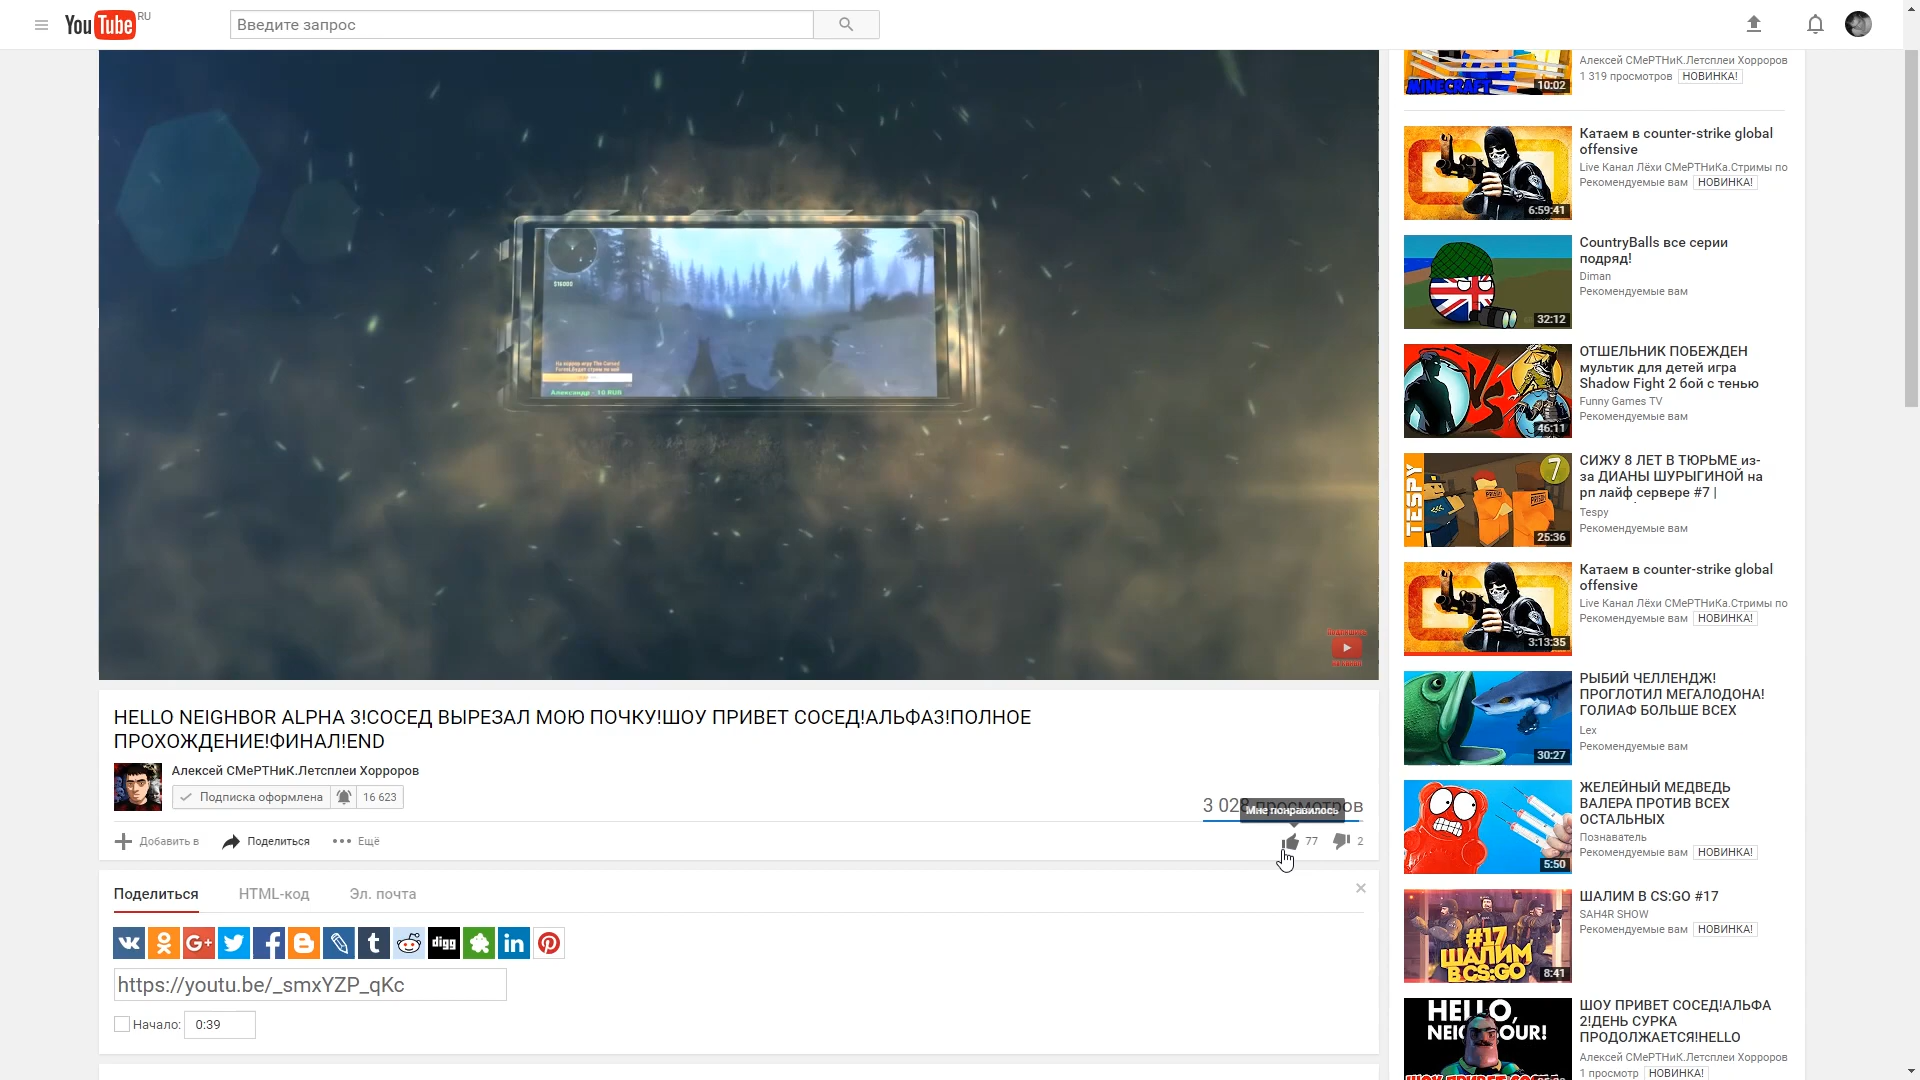 YouTube RU
Введите запрос
$16000
Александр - 10 RUB
HELLO NEIGHBOR ALPHA 3!СОСЕД ВЫРЕЗАЛ МОЮ ПОЧКУ!ШОУ ПРИВЕТ СОСЕД!АЛЬФА3!ПОЛНОЕ
ПРОХОЖДЕНИЕ!ФИНАЛ!END
Алексей СМеРТНиК.Летсплеи Хорроров
Подписка оформлена 16 623
3 028 просмотров
Мне понравилось
Добавить в Поделиться Ещё 77 2
Поделиться HTML-код Эл. почта
G+ digg in
https://youtu.be/_smxYZP_qKc
Начало: 0:39
MINECRAFT 10:02
Алексей СМеРТНиК.Летсплеи Хорроров
1 319 просмотров НОВИНКА!
6:59:41
Катаем в counter-strike global
offensive
Live Канал Лёхи СМеРТНиКа.Стримы по
Рекомендуемые вам НОВИНКА!
32:12
CountryBalls все серии
подряд!
Diman
Рекомендуемые вам
VS 46:11
ОТШЕЛЬНИК ПОБЕЖДЕН
мультик для детей игра
Shadow Fight 2 бой с тенью
Funny Games TV
Рекомендуемые вам
TESPY 7 25:36
СИЖУ 8 ЛЕТ В ТЮРЬМЕ из-
за ДИАНЫ ШУРЫГИНОЙ на
рп лайф сервере #7 |
Tespy
Рекомендуемые вам
3:13:35
Катаем в counter-strike global
offensive
Live Канал Лёхи СМеРТНиКа.Стримы по
Рекомендуемые вам НОВИНКА!
30:27
РЫБИЙ ЧЕЛЛЕНДЖ!
ПРОГЛОТИЛ МЕГАЛОДОНА!
ГОЛИАФ БОЛЬШЕ ВСЕХ
Lex
Рекомендуемые вам
5:50
ЖЕЛЕЙНЫЙ МЕДВЕДЬ
ВАЛЕРА ПРОТИВ ВСЕХ
ОСТАЛЬНЫХ
Познаватель
Рекомендуемые вам НОВИНКА!
#17
ШАЛИМ
В CS:GO 8:41
ШАЛИМ В CS:GO #17
SAH4R SHOW
Рекомендуемые вам НОВИНКА!
HELLO,
NEIGHBOUR!
ШОУ ПРИВЕТ СОСЕД!АЛЬФА
2!ДЕНЬ СУРКА
ПРОДОЛЖАЕТСЯ!HELLO
Алексей СМеРТНиК.Летсплеи Хорроров
1 просмотр НОВИНКА!